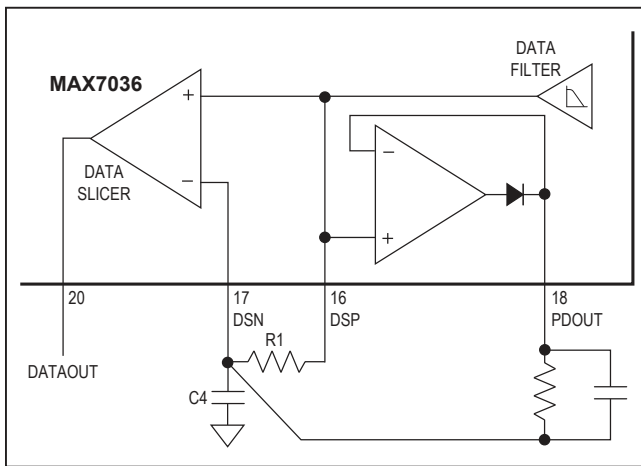 MAX7036
DATA
FILTER
+
−
DATA
SLICER
−
+
20
17
DSN
16
DSP
18
PDOUT
R1
DATAOUT
C4